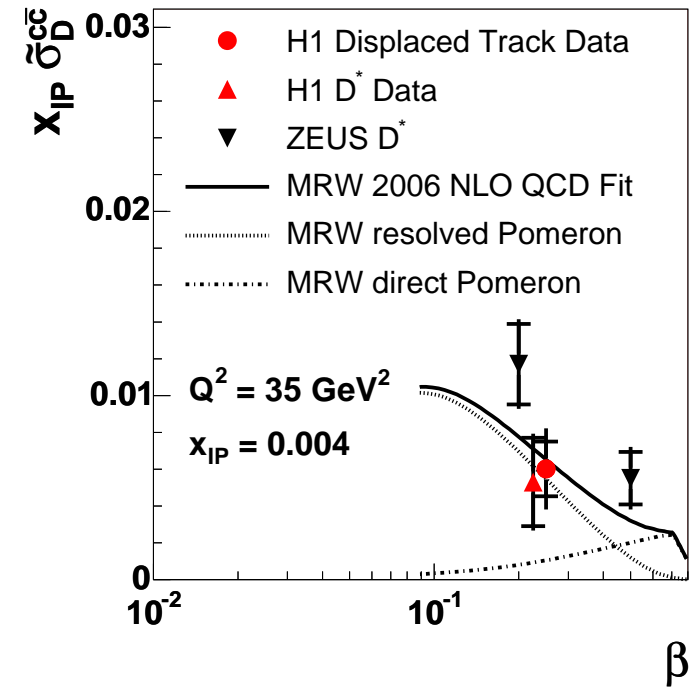 x_IP σ̃_D^cc̄
0.03
0.02
0.01
0
H1 Displaced Track Data
H1 D* Data
ZEUS D*
MRW 2006 NLO QCD Fit
MRW resolved Pomeron
MRW direct Pomeron
Q² = 35 GeV²
x_IP = 0.004
10⁻² 10⁻¹
β